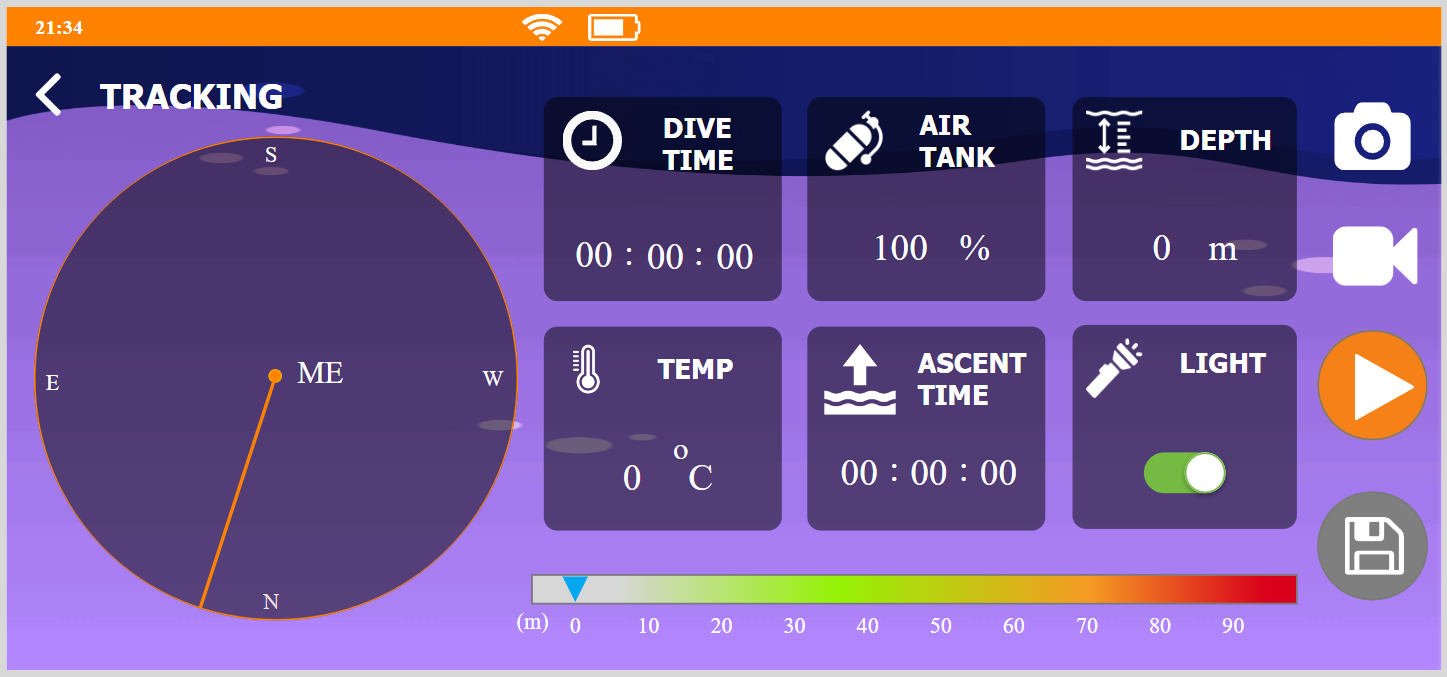 21:34
TRACKING
S
E
ME
W
N
DIVE
TIME
00 : 00 : 00
AIR
TANK
100 %
DEPTH
0 m
TEMP
0 °C
ASCENT
TIME
00 : 00 : 00
LIGHT
(m) 0 10 20 30 40 50 60 70 80 90